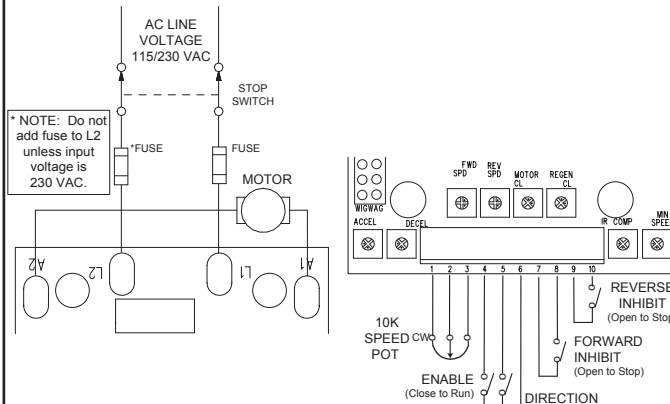 AC LINE
VOLTAGE
115/230 VAC
STOP
SWITCH
* NOTE: Do not
add fuse to L2
unless input
voltage is
230 VAC.
*FUSE
FUSE
MOTOR
A2
L2
L1
A1
WIGWAG
FWD
SPD
REV
SPD
MOTOR
CL
REGEN
CL
ACCEL
DECEL
IR COMP
MIN
SPEED
1 2 3 4 5 6 7 8 9 10
10K
SPEED
POT
CW
ENABLE
(Close to Run)
DIRECTION
FORWARD
INHIBIT
(Open to Stop)
REVERSE
INHIBIT
(Open to Stop